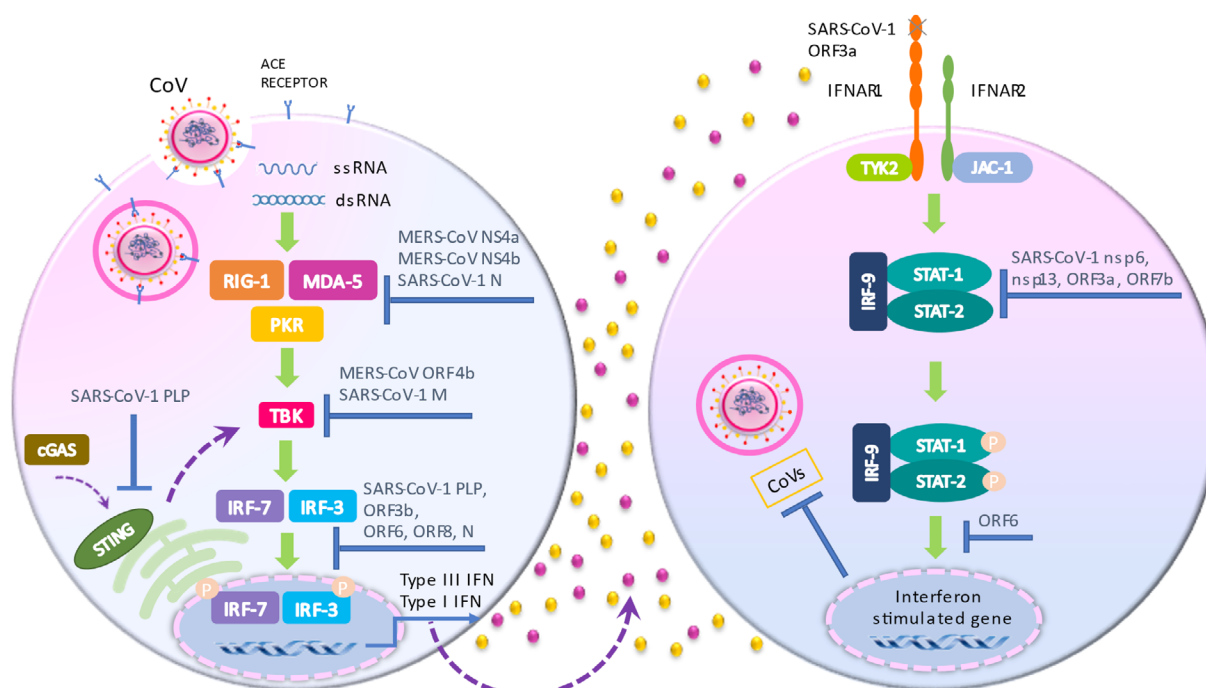 CoV
ACE
RECEPTOR
ssRNA
dsRNA
RIG-1
MDA-5
PKR
MERS-CoV NS4a
MERS-CoV NS4b
SARS-CoV-1 N
SARS-CoV-1 PLP
TBK
MERS-CoV ORF4b
SARS-CoV-1 M
cGAS
STING
IRF-7
IRF-3
SARS-CoV-1 PLP,
ORF3b,
ORF6, ORF8, N
P
P
IRF-7
IRF-3
Type III IFN
Type I IFN
SARS-CoV-1
ORF3a
IFNAR1
IFNAR2
TYK2
JAC-1
IRF-9
STAT-1
STAT-2
SARS-CoV-1 nsp6,
nsp13, ORF3a, ORF7b
IRF-9
STAT-1
P
STAT-2
P
CoVs
ORF6
Interferon
stimulated gene